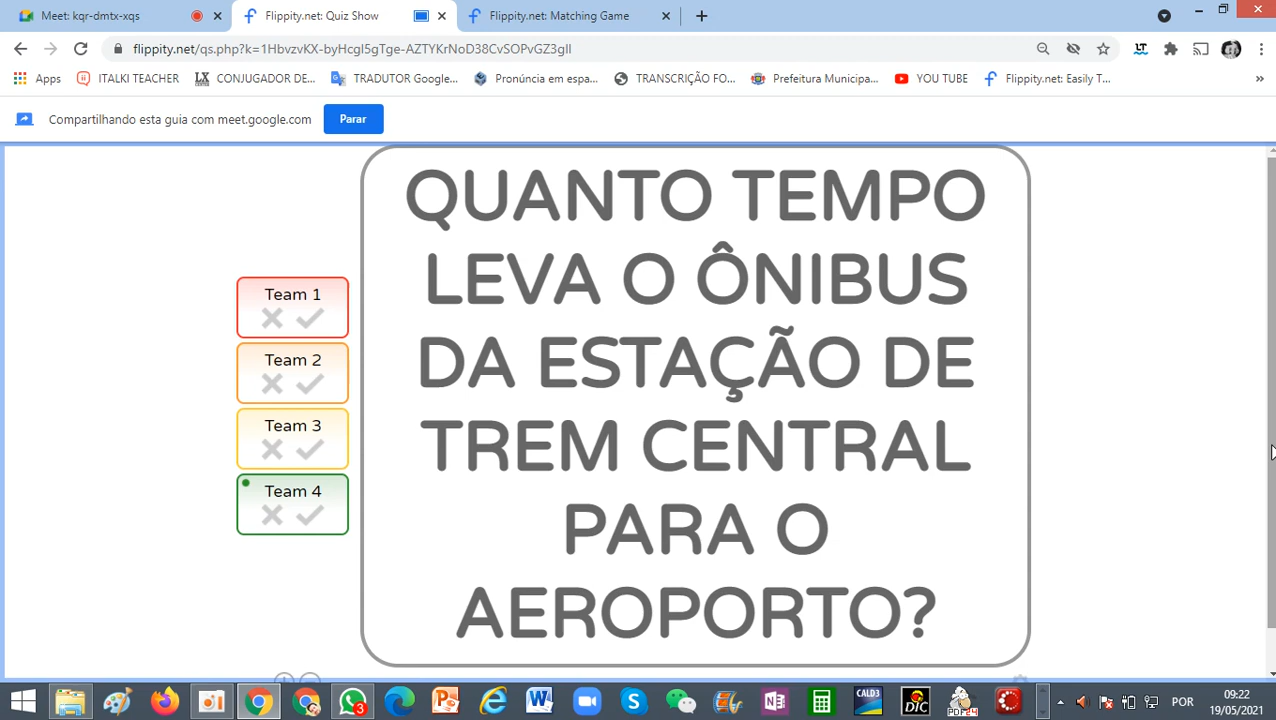 Meet: kqr-dmtx-xqs
Flippity.net: Quiz Show
Flippity.net: Matching Game
flippity.net/qs.php?k=1HbvzvKX-byHcgI5gTge-AZTYKrNoD38CvSOPvGZ3glI
Apps
ITALKI TEACHER
CONJUGADOR DE...
TRADUTOR Google...
Pronúncia em espa...
TRANSCRIÇÃO FO...
Prefeitura Municipa...
YOU TUBE
Flippity.net: Easily T...
Compartilhando esta guia com meet.google.com
Parar
QUANTO TEMPO
LEVA O ÔNIBUS
DA ESTAÇÃO DE
TREM CENTRAL
PARA O
AEROPORTO?
Team 1
Team 2
Team 3
Team 4
POR
09:22
19/05/2021